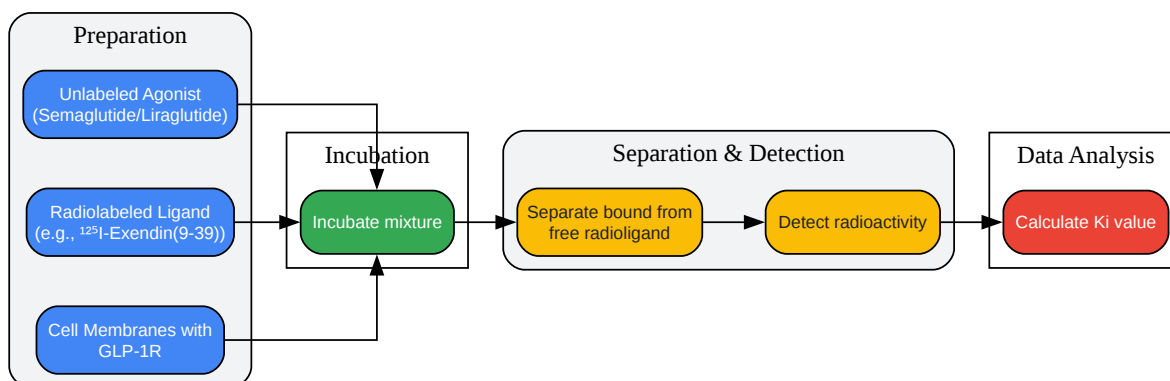 Preparation
Unlabeled Agonist
(Semaglutide/Liraglutide)
Radiolabeled Ligand
(e.g., ¹²⁵I-Exendin(9-39))
Cell Membranes with
GLP-1R
Incubation
Incubate mixture
Separation & Detection
Separate bound from
free radioligand
Detect radioactivity
Data Analysis
Calculate Ki value